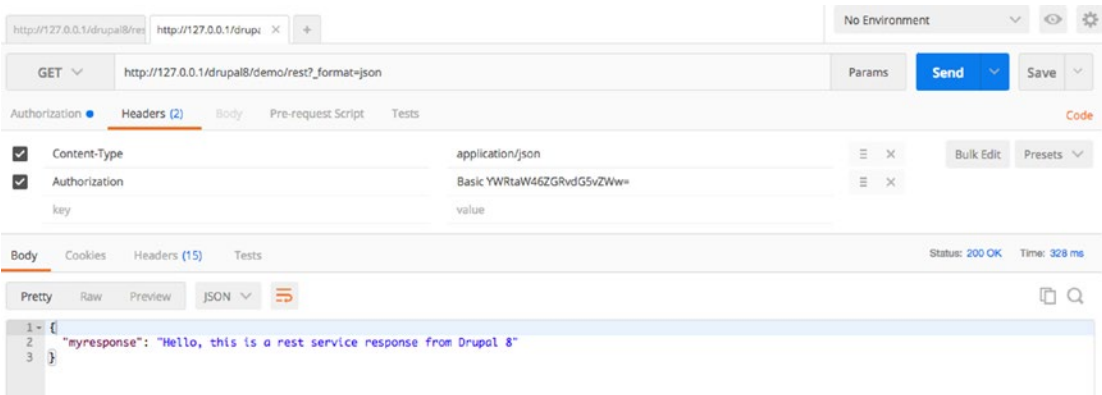 http://127.0.0.1/drupal8/res http://127.0.0.1/drupa No Environment
GET http://127.0.0.1/drupal8/demo/rest?_format=json Params Send Save
Authorization Headers (2) Body Pre-request Script Tests Code
Content-Type application/json Bulk Edit Presets
Authorization Basic YWRtaW46ZGRvdG5vZWw=
key value
Body Cookies Headers (15) Tests Status: 200 OK Time: 328 ms
Pretty Raw Preview JSON
1 {
2 "myresponse": "Hello, this is a rest service response from Drupal 8"
3 }